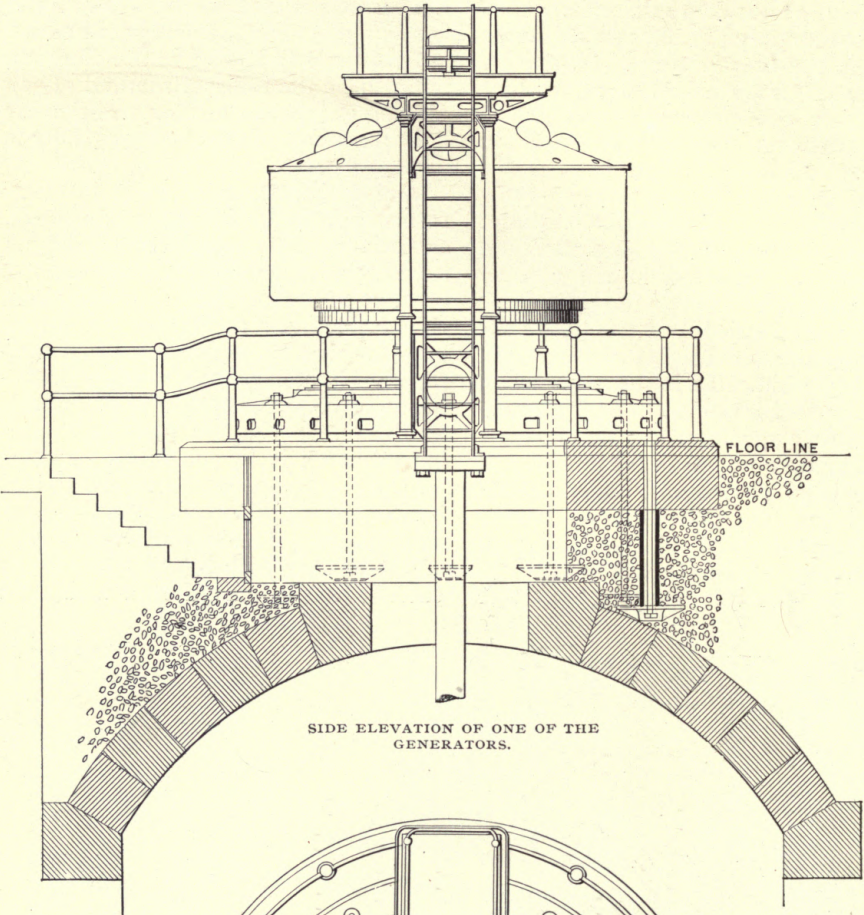 FLOOR LINE
SIDE ELEVATION OF ONE OF THE
GENERATORS.